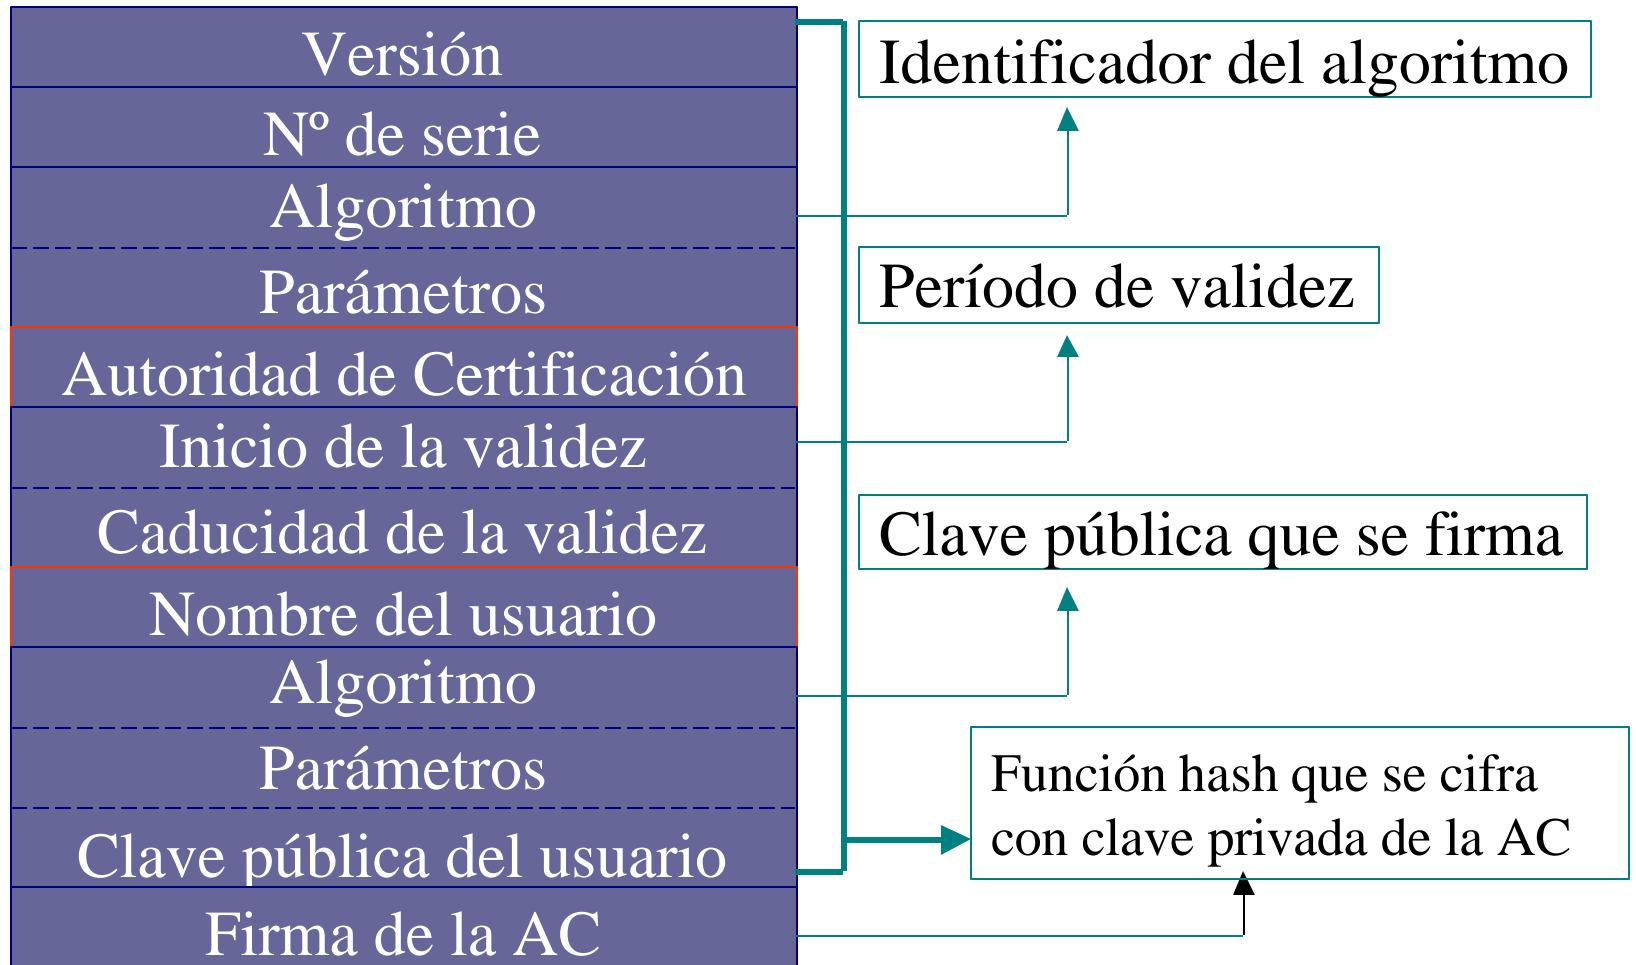 Versión
Nº de serie
Algoritmo
Parámetros
Autoridad de Certificación
Inicio de la validez
Caducidad de la validez
Nombre del usuario
Algoritmo
Parámetros
Clave pública del usuario
Firma de la AC
Identificador del algoritmo
Período de validez
Clave pública que se firma
Función hash que se cifra
con clave privada de la AC